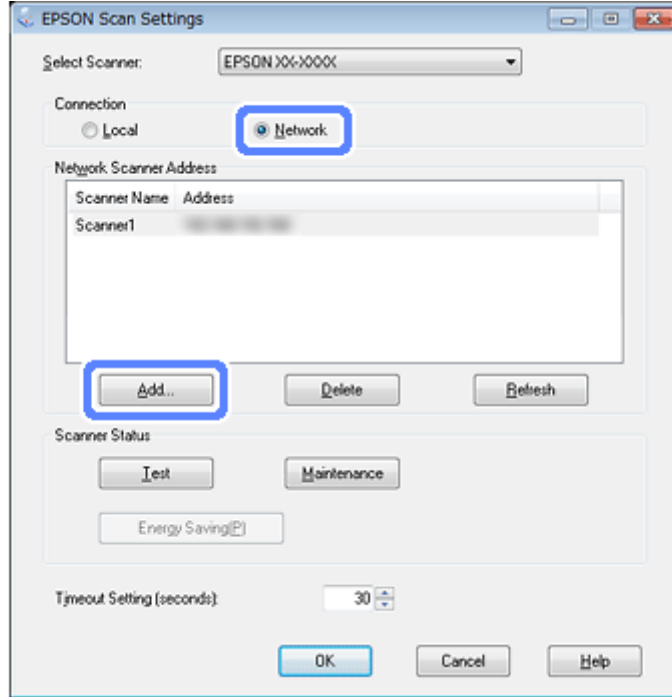 EPSON Scan Settings
Select Scanner: EPSON XX-XXXX
Connection
Local Network
Network Scanner Address
Scanner Name Address
Scanner1
Add... Delete Refresh
Scanner Status
Test Maintenance
Energy Saving(P)
Timeout Setting (seconds): 30
OK Cancel Help